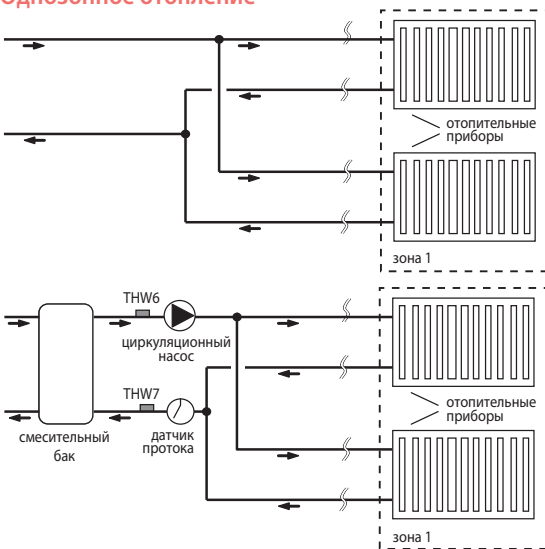 Однозонное отопление
отопительные
приборы
зона 1
THW6
циркуляционный
насос
THW7
смесительный
бак
датчик
протока
отопительные
приборы
зона 1